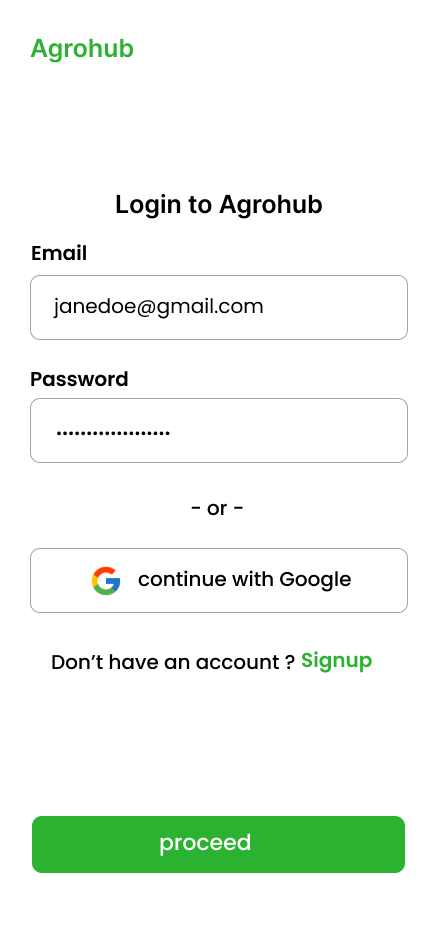 Agrohub
Login to Agrohub
Email
janedoe@gmail.com
Password
...................
- or -
continue with Google
Don’t have an account ? Signup
proceed